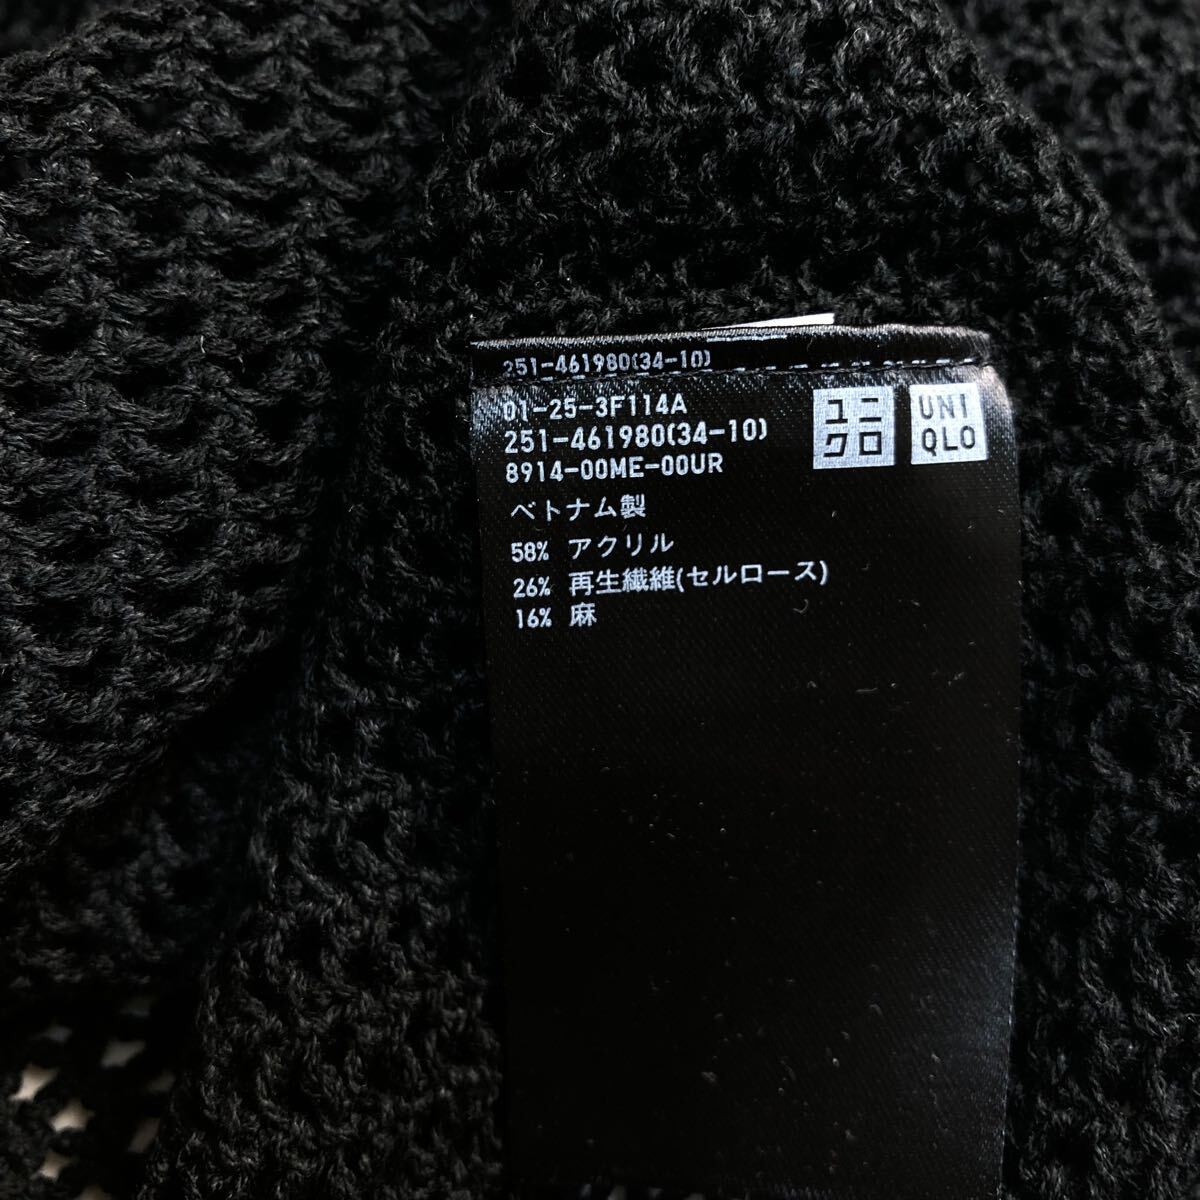 251-461980(34-10)
01-25-3F114A
251-461980(34-10)
8914-00ME-00UR
ユニ
クロ
UNI
QLO
ベトナム製
58% アクリル
26% 再生繊維(セルロース)
16% 麻